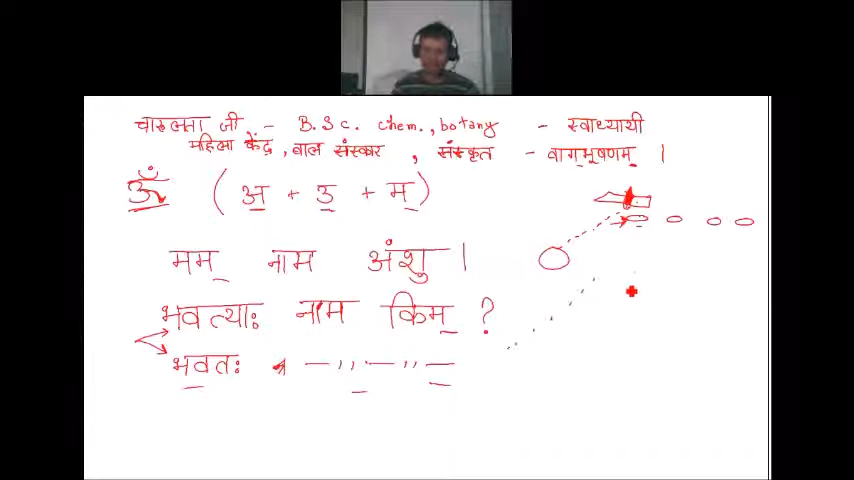 चारुलता जी - B.Sc. chem., botany - स्वाध्यायी
महिला केंद्र, बाल संस्कार, संस्कृत - वाग्भूषणम् ।
ॐ (अ + उ + म्)
मम् नाम अंशु ।
भवत्याः नाम किम् ?
भवतः — ,, — ,, —